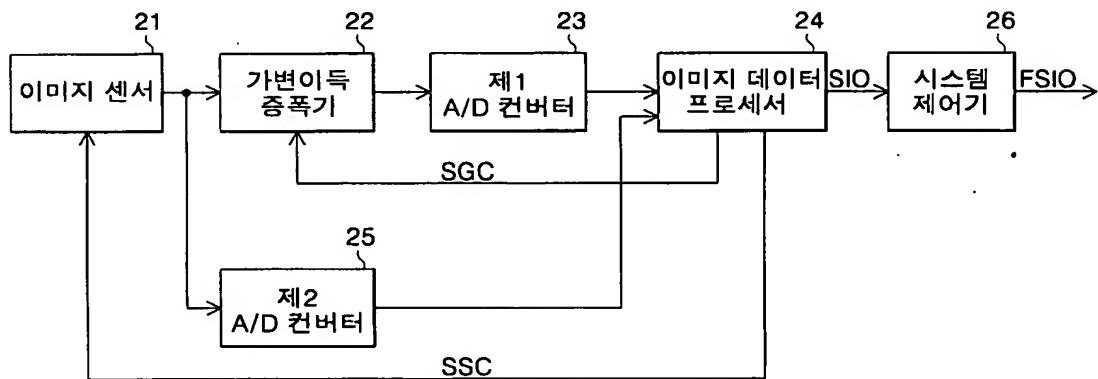 21
22
23
24
26
이미지 센서
가변이득
증폭기
제1
A/D 컨버터
이미지 데이터
프로세서
SIO
시스템
제어기
FSIO
SGC
25
제2
A/D 컨버터
SSC